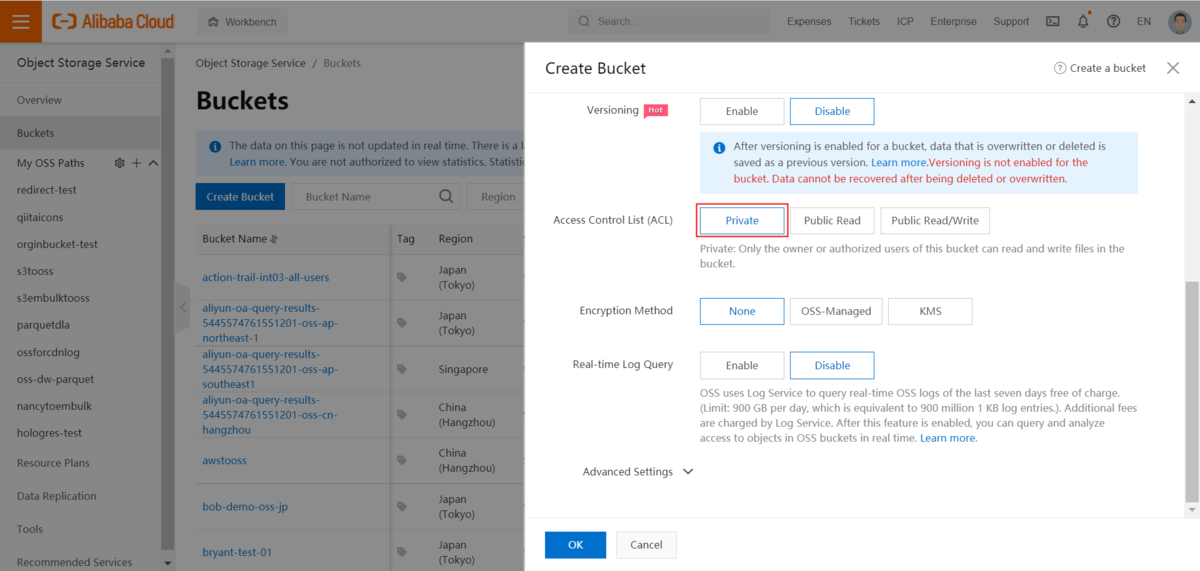 Alibaba Cloud
Workbench
Search...
Expenses
Tickets
ICP
Enterprise
Support
EN
Object Storage Service
Overview
Buckets
My OSS Paths
redirect-test
qiitaicons
orginbucket-test
s3tooss
s3embulktooss
parquetdla
ossforcdnlog
oss-dw-parquet
nancytoembulk
hologres-test
Resource Plans
Data Replication
Tools
Recommended Services
Object Storage Service / Buckets
Buckets
The data on this page is not updated in real time. There is a
Learn more. You are not authorized to view statistics. Statisti
Create Bucket
Bucket Name
Region
Bucket Name
Tag
Region
action-trail-int03-all-users
Japan
(Tokyo)
aliyun-oa-query-results-
5445574761551201-oss-ap-
northeast-1
Japan
(Tokyo)
aliyun-oa-query-results-
5445574761551201-oss-ap-
southeast1
Singapore
aliyun-oa-query-results-
5445574761551201-oss-cn-
hangzhou
China
(Hangzhou)
awstooss
China
(Hangzhou)
bob-demo-oss-jp
Japan
(Tokyo)
bryant-test-01
Japan
(Tokyo)
Create Bucket
Create a bucket
Versioning
Hot
Enable
Disable
After versioning is enabled for a bucket, data that is overwritten or deleted is
saved as a previous version. Learn more.Versioning is not enabled for the
bucket. Data cannot be recovered after being deleted or overwritten.
Access Control List (ACL)
Private
Public Read
Public Read/Write
Private: Only the owner or authorized users of this bucket can read and write files in the
bucket.
Encryption Method
None
OSS-Managed
KMS
Real-time Log Query
Enable
Disable
OSS uses Log Service to query real-time OSS logs of the last seven days free of charge.
(Limit: 900 GB per day, which is equivalent to 900 million 1 KB log entries.). Additional fees
are charged by Log Service. After this feature is enabled, you can query and analyze
access to objects in OSS buckets in real time. Learn more.
Advanced Settings
OK
Cancel